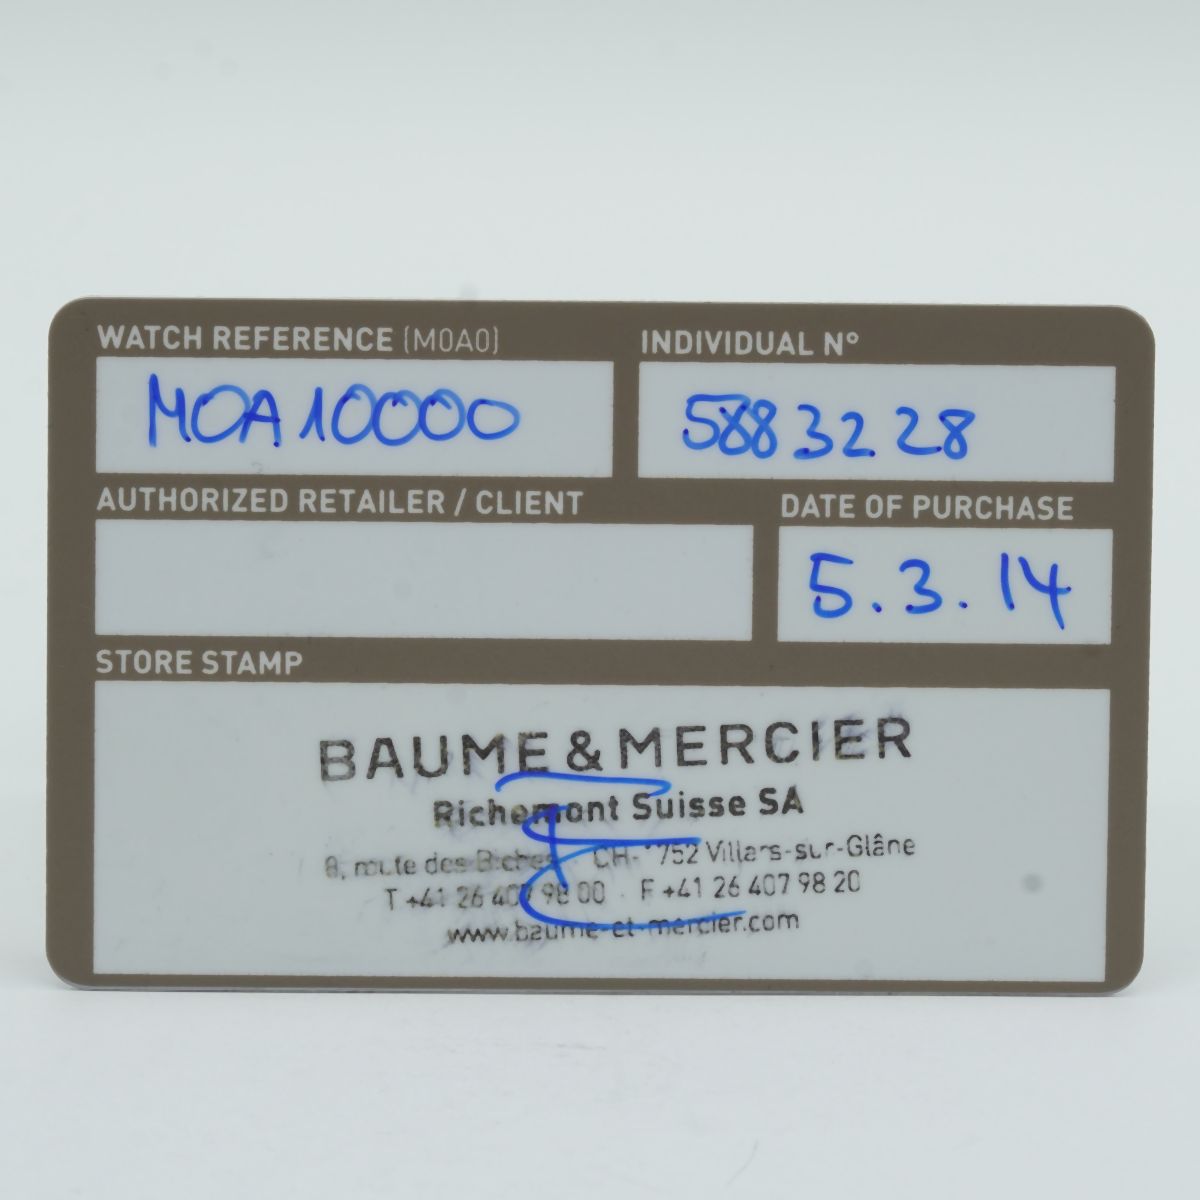 WATCH REFERENCE (M0A0)
INDIVIDUAL N°
MOA10000
5883228
AUTHORIZED RETAILER / CLIENT
DATE OF PURCHASE
5.3.14
STORE STAMP
BAUME & MERCIER
Richemont Suisse SA
8, route des Biches · CH-1752 Villars-sur-Glâne
T +41 26 407 98 00 · F +41 26 407 98 20
www.baume-et-mercier.com